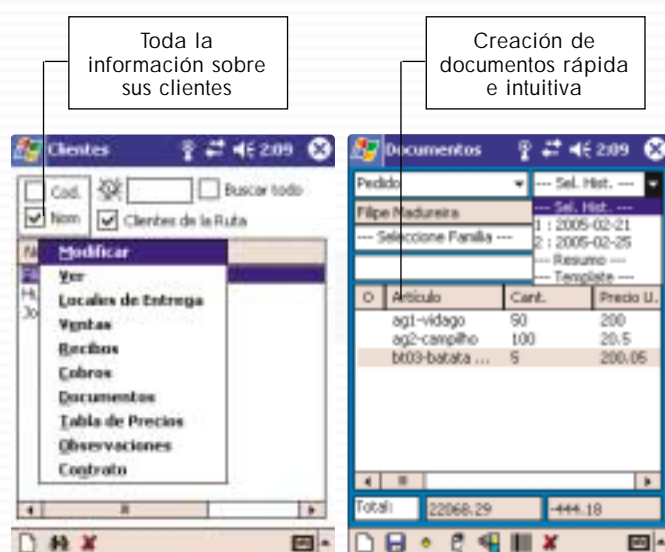 Toda la
información sobre
sus clientes
Creación de
documentos rápida
e intuitiva
Clientes 2:09
Cod. Buscar todo
Nom Clientes de la Ruta
Modificar
Ver
Locales de Entrega
Ventas
Recibos
Cobros
Documentos
Tabla de Precios
Observaciones
Contrato
Documentos 2:09
Pedido --- Sel. Hist. ---
Filipe Madureira --- Sel. Hist. ---
1 : 2005-02-21
--- Seleccione Familia --- 2 : 2005-02-25
--- Resumo ---
--- Template ---
O Artículo Cant. Precio U.
ag1-vidago 50 200
ag2-campilho 100 20.5
bt03-batata ... 5 200.05
Total: 22068.29 -444.18